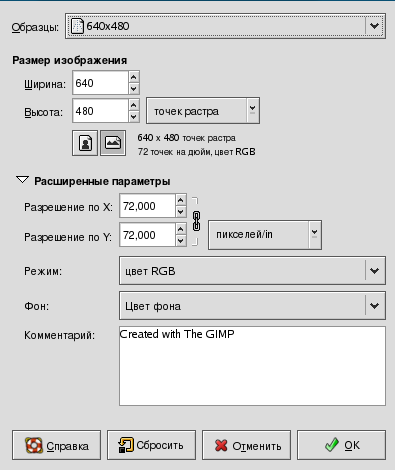 Образцы: 640x480
Размер изображения
Ширина: 640
Высота: 480 точек растра
640 x 480 точек растра
72 точек на дюйм, цвет RGB
Расширенные параметры
Разрешение по X: 72,000
Разрешение по Y: 72,000 пикселей/in
Режим: цвет RGB
Фон: Цвет фона
Комментарий: Created with The GIMP
Справка Сбросить Отменить OK